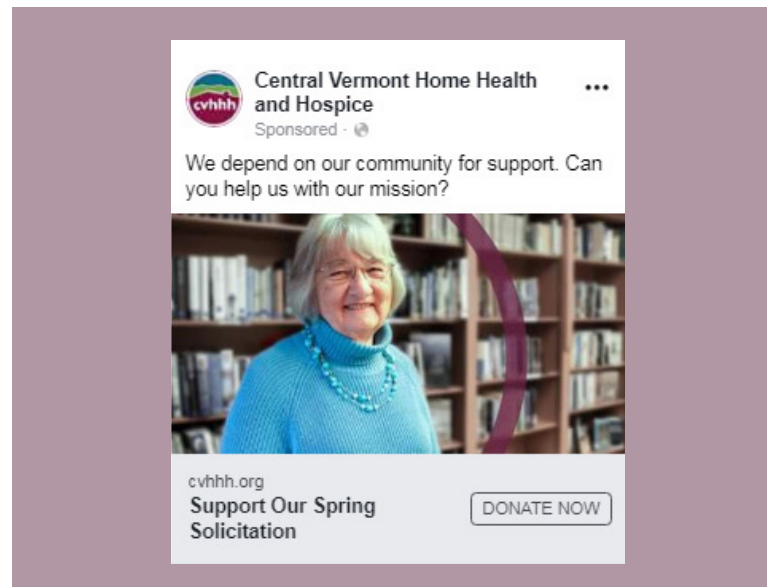 cvhhh
Central Vermont Home Health
and Hospice
Sponsored ·
We depend on our community for support. Can
you help us with our mission?
cvhhh.org
Support Our Spring
Solicitation
DONATE NOW